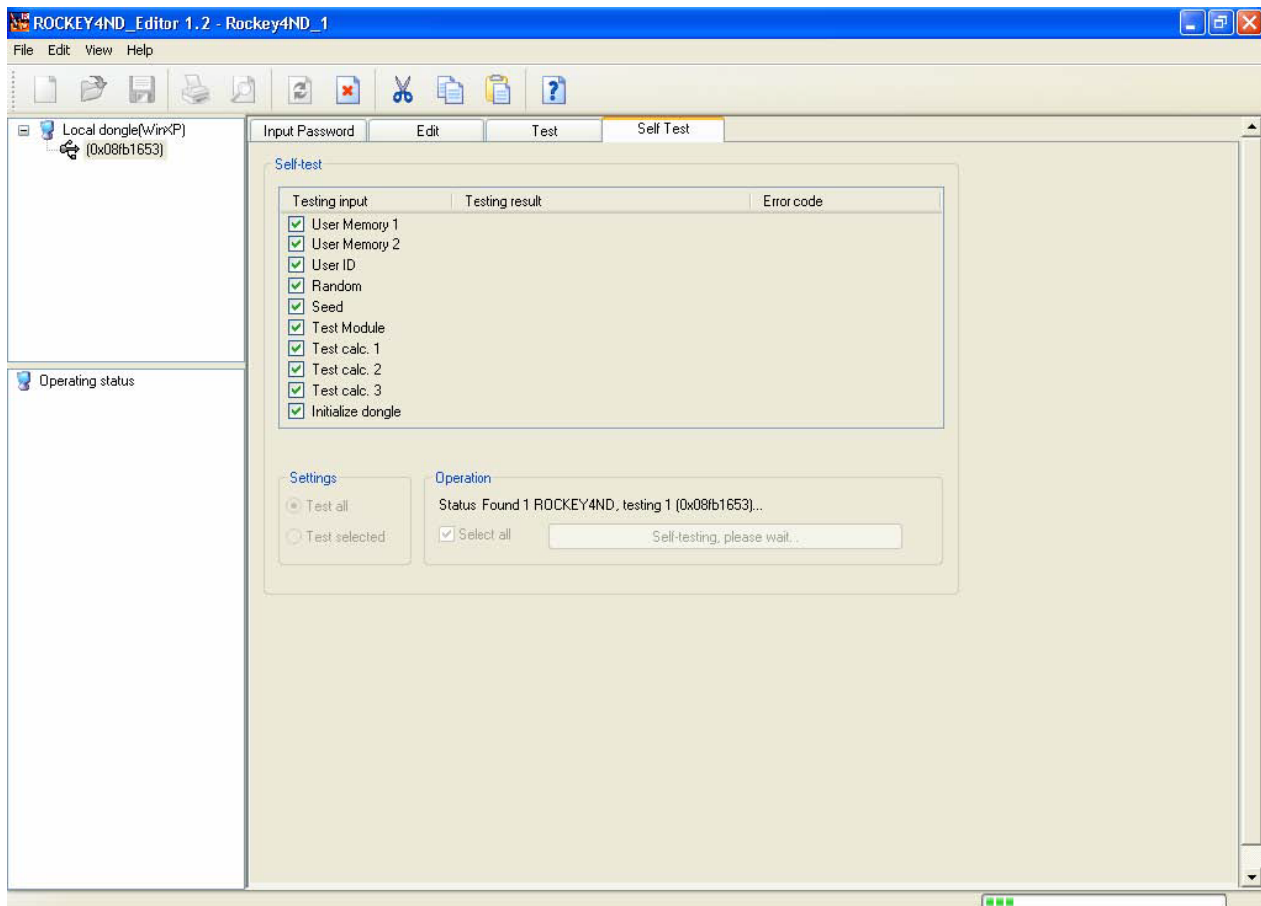 ROCKEY4ND_Editor 1.2 - Rockey4ND_1
File Edit View Help
Local dongle(WinXP)
(0x08fb1653)
Operating status
Input Password Edit Test Self Test
Self-test
Testing input Testing result Error code
User Memory 1
User Memory 2
User ID
Random
Seed
Test Module
Test calc. 1
Test calc. 2
Test calc. 3
Initialize dongle
Settings
Test all
Test selected
Operation
Status Found 1 ROCKEY4ND, testing 1 (0x08fb1653)...
Select all
Self-testing, please wait. .